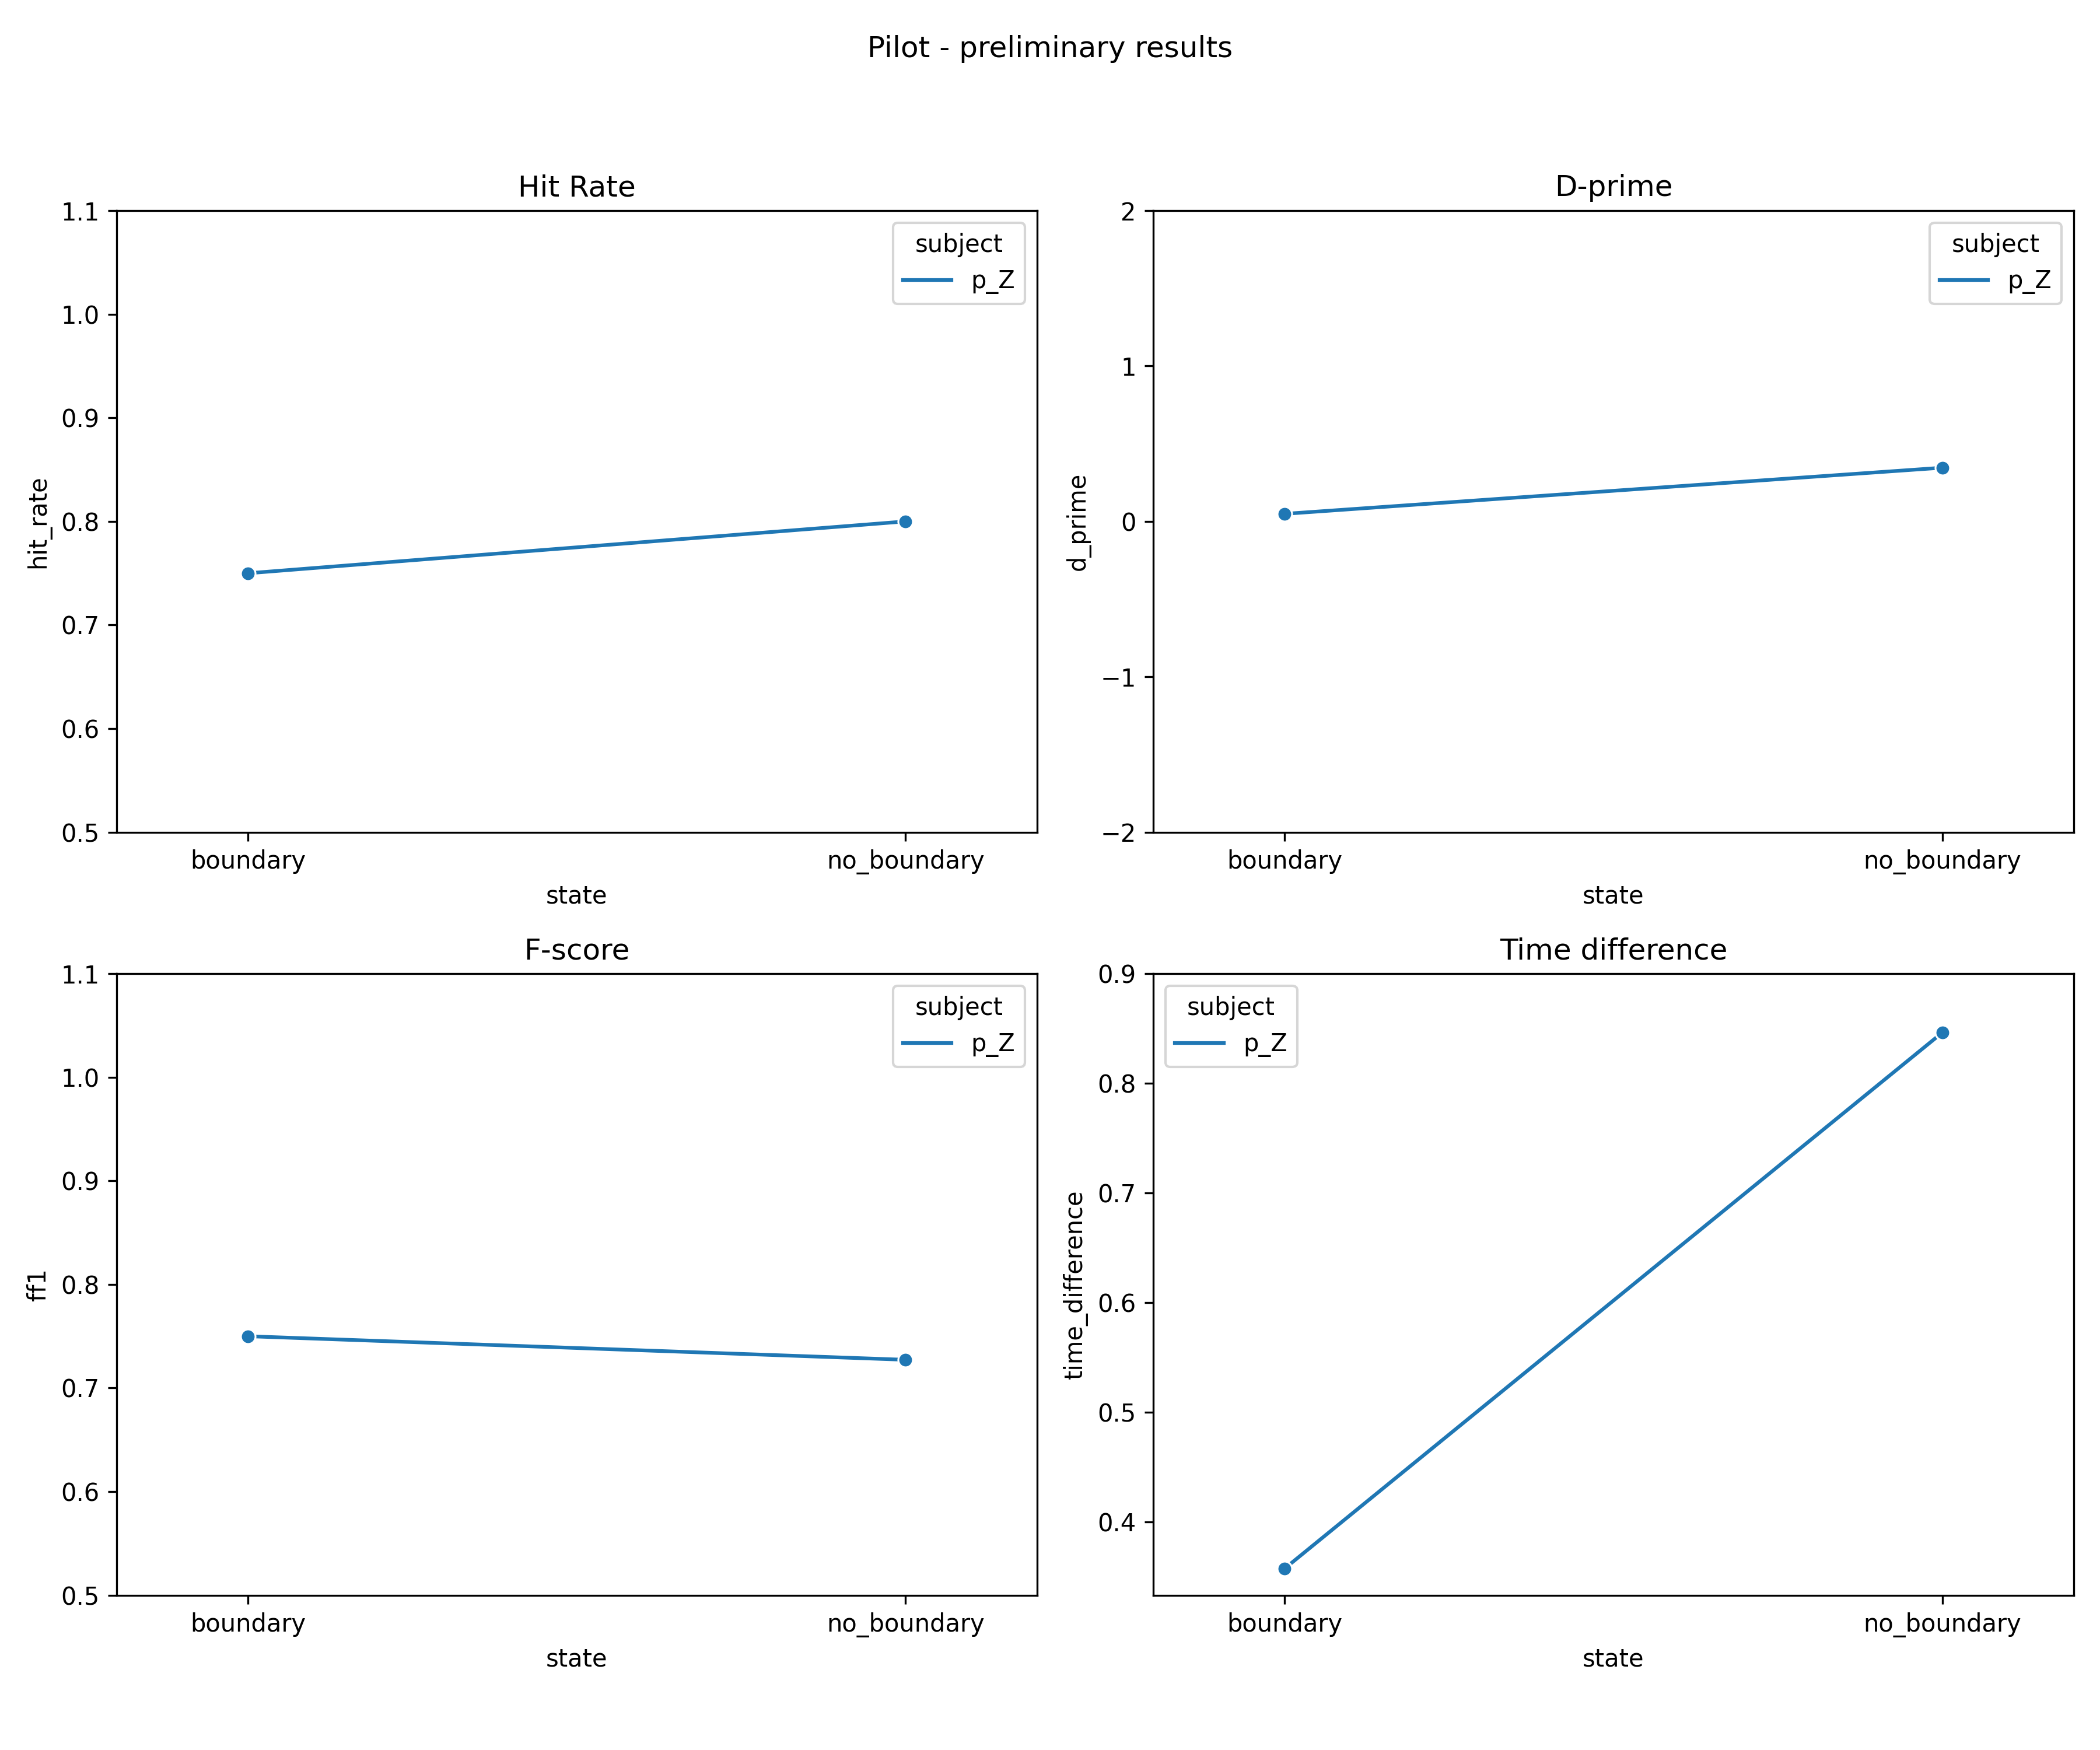 Pilot - preliminary results
Hit Rate
1.1
1.0
0.9
0.8
0.7
0.6
0.5
hit_rate
subject
p_Z
boundary
no_boundary
state
D-prime
2
1
0
−1
−2
d_prime
subject
p_Z
boundary
no_boundary
state
F-score
1.1
1.0
0.9
0.8
0.7
0.6
0.5
ff1
subject
p_Z
boundary
no_boundary
state
Time difference
0.9
0.8
0.7
0.6
0.5
0.4
time_difference
subject
p_Z
boundary
no_boundary
state